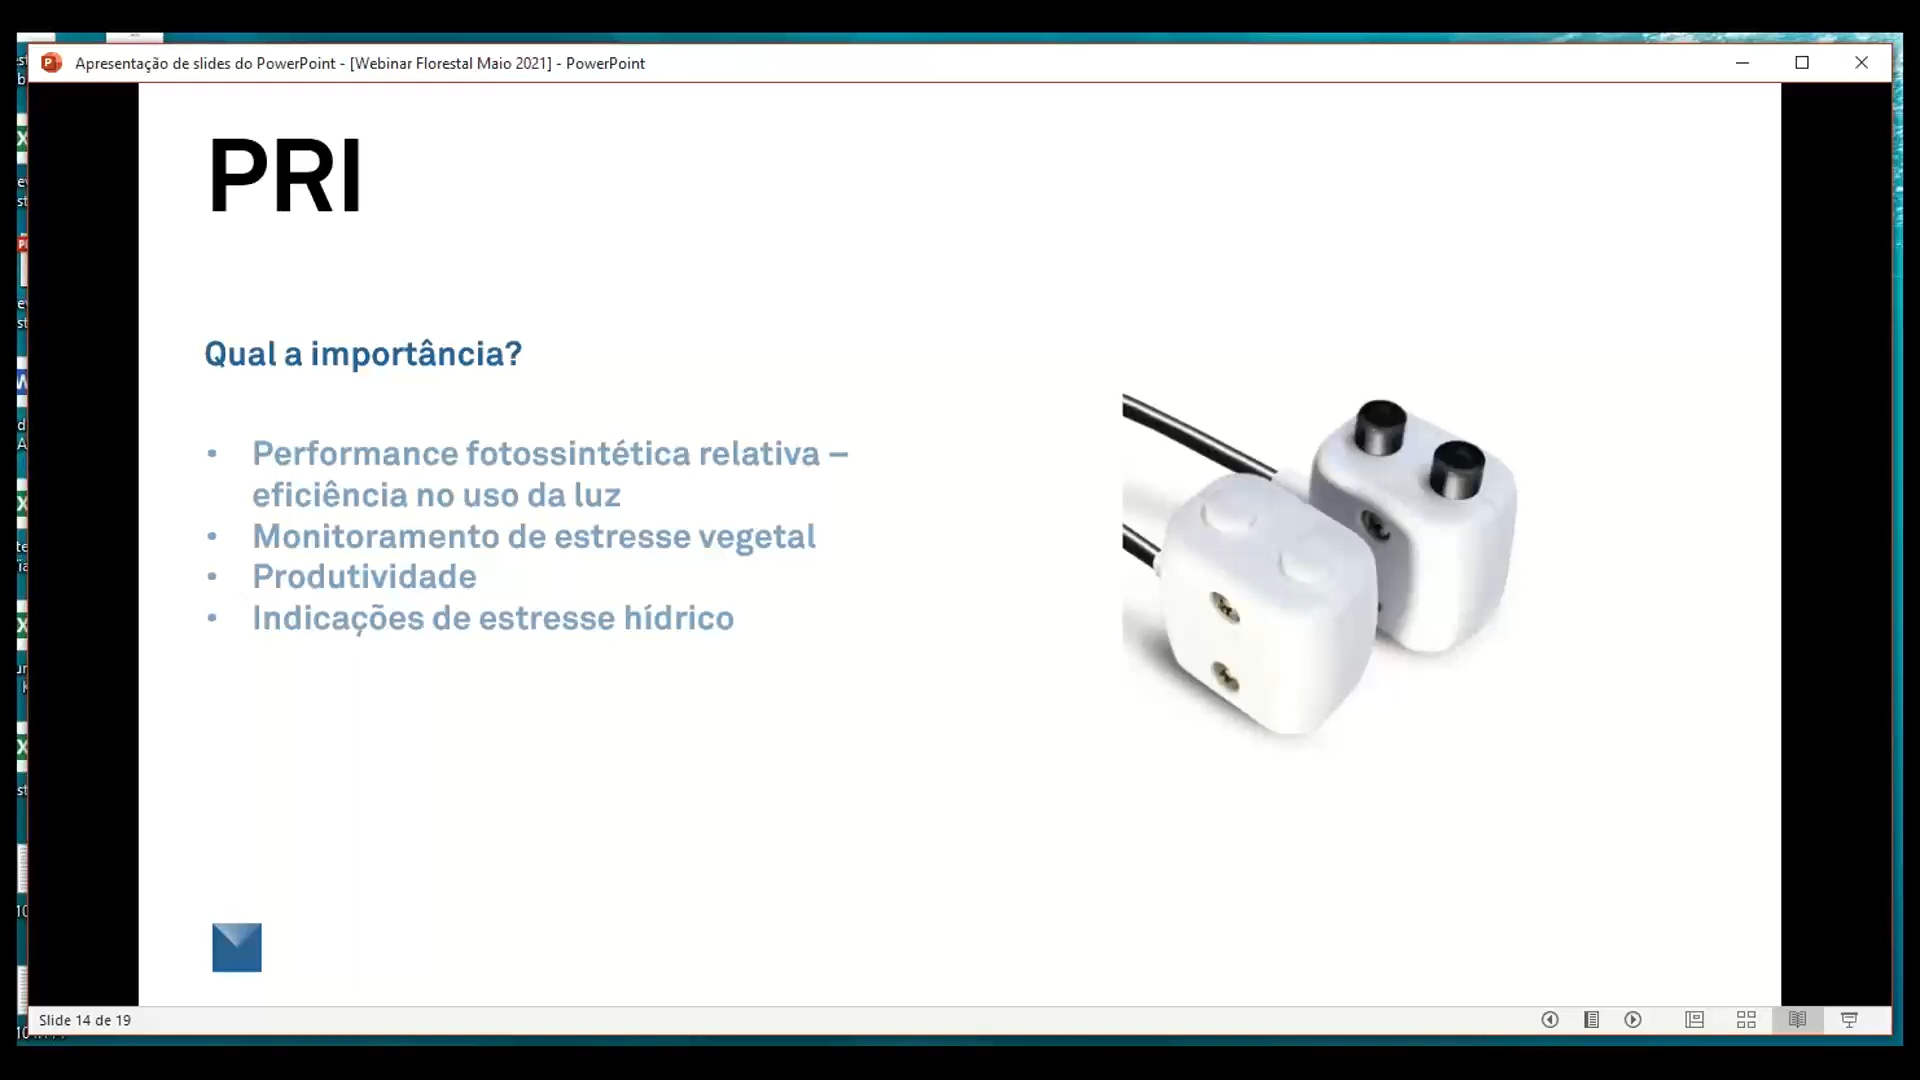 Apresentação de slides do PowerPoint - [Webinar Florestal Maio 2021] - PowerPoint
PRI
Qual a importância?
• Performance fotossintética relativa –
eficiência no uso da luz
• Monitoramento de estresse vegetal
• Produtividade
• Indicações de estresse hídrico
Slide 14 de 19